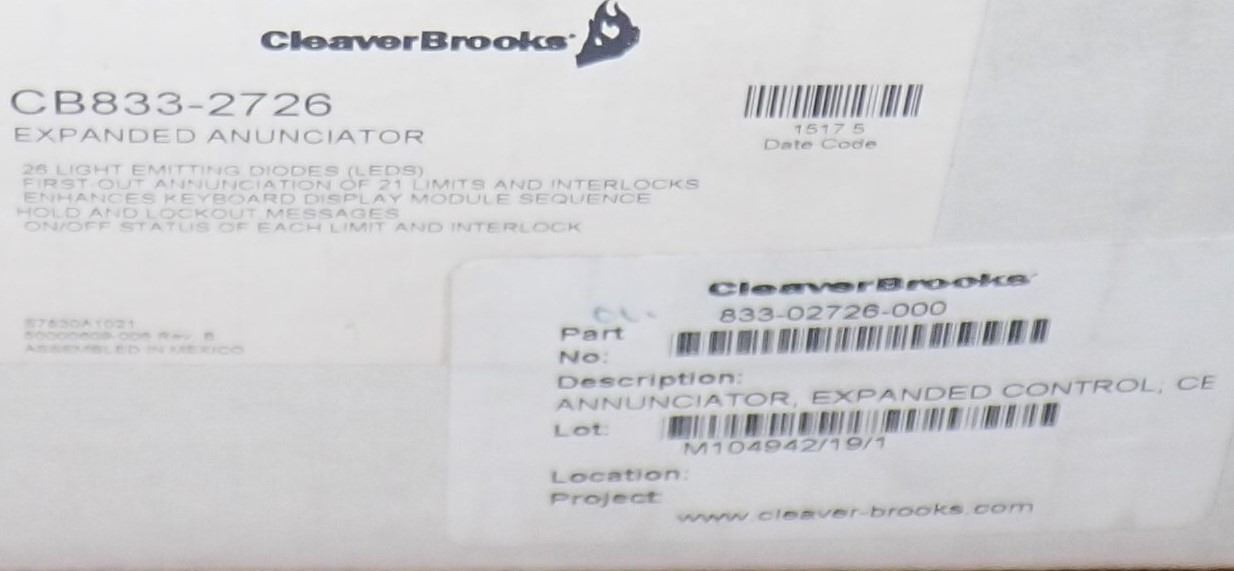 CleaverBrooks
CB833-2726
EXPANDED ANUNCIATOR
26 LIGHT EMITTING DIODES (LEDS)
FIRST-OUT ANNUNCIATION OF 21 LIMITS AND INTERLOCKS
ENHANCES KEYBOARD DISPLAY MODULE SEQUENCE
HOLD AND LOCKOUT MESSAGES
ON/OFF STATUS OF EACH LIMIT AND INTERLOCK
1517 5
Date Code
ASSEMBLED IN MEXICO
CleaverBrooks
833-02726-000
Part
No:
Description:
ANNUNCIATOR, EXPANDED CONTROL, CE
Lot:
M104942/19/1
Location:
Project:
www.cleaver-brooks.com